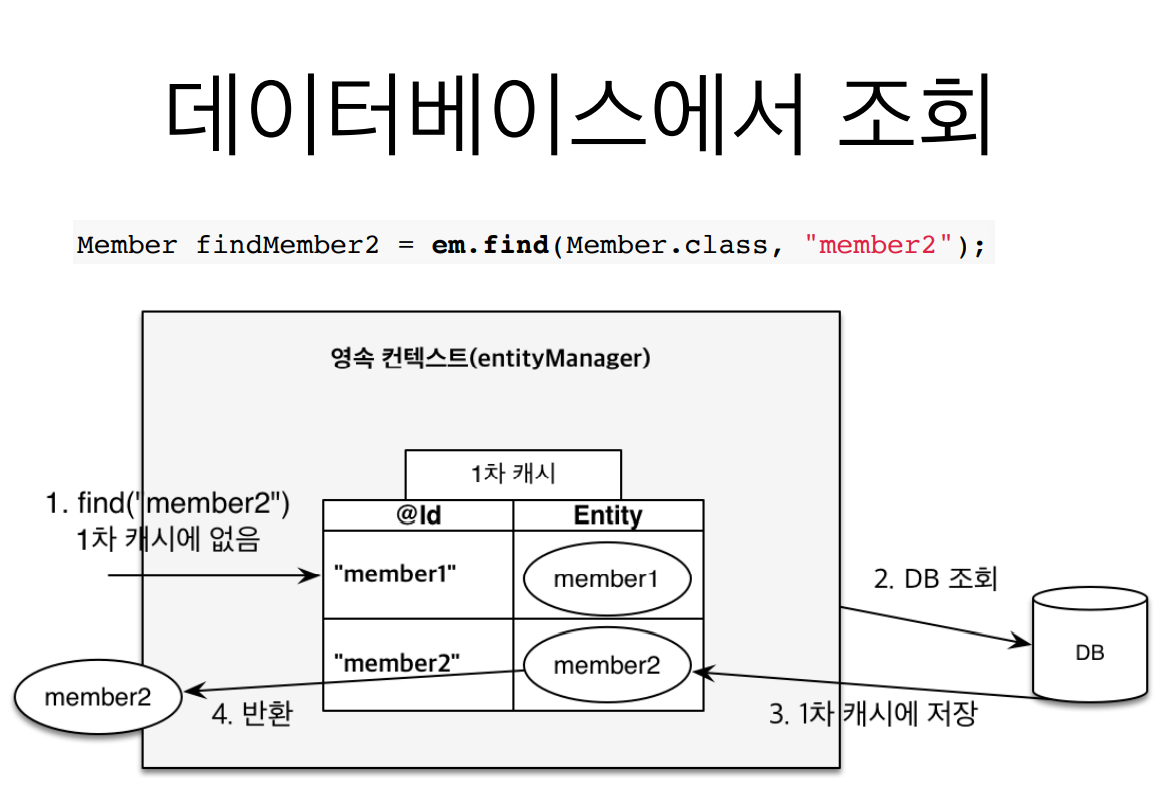 데이터베이스에서 조회
Member findMember2 = em.find(Member.class, "member2");
영속 컨텍스트(entityManager)
1차 캐시
1. find("member2")
1차 캐시에 없음
@Id
Entity
"member1"
member1
2. DB 조회
DB
"member2"
member2
member2
4. 반환
3. 1차 캐시에 저장